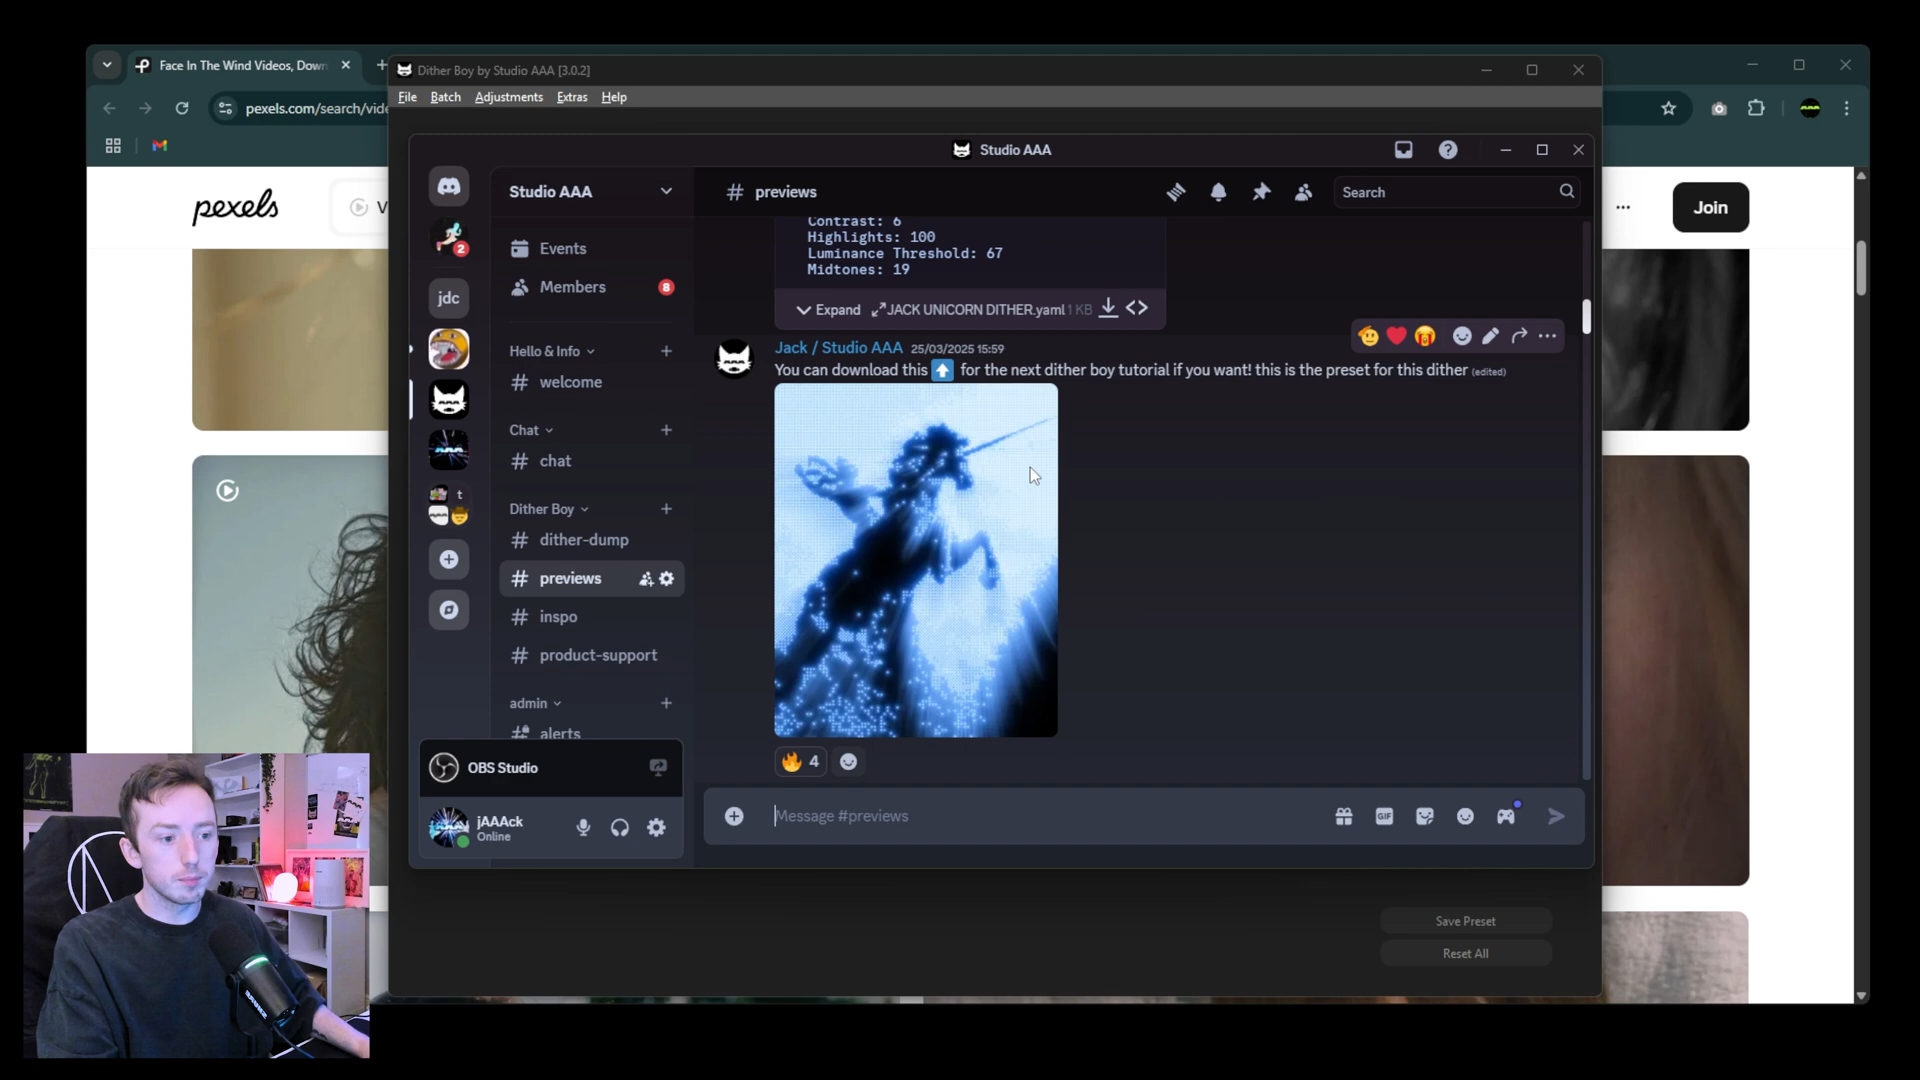 Face In The Wind Videos, Down
Dither Boy by Studio AAA [3.0.2]
File Batch Adjustments Extras Help
pexels.com/search/vide
pexels
V
Join
Studio AAA
Studio AAA
# previews
Search
Events
Members 8
2
jdc
t
Hello & Info
# welcome
Chat
# chat
Dither Boy
# dither-dump
# previews
# inspo
# product-support
admin
alerts
Contrast: 6
Highlights: 100
Luminance Threshold: 67
Midtones: 19
Expand JACK UNICORN DITHER.yaml 1 KB
Jack / Studio AAA 25/03/2025 15:59
You can download this ⬆ for the next dither boy tutorial if you want! this is the preset for this dither (edited)
🔥 4
OBS Studio
jAAAck
Online
Message #previews
GIF
Save Preset
Reset All